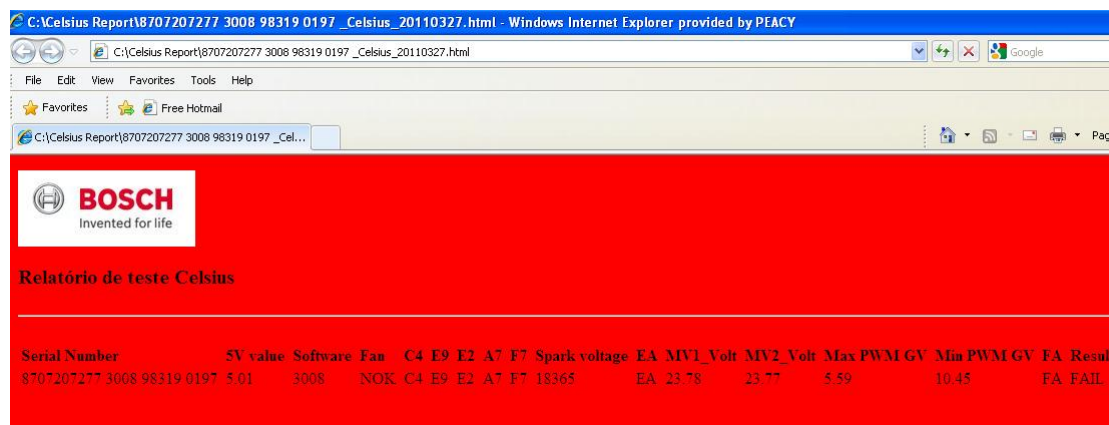 C:\Celsius Report\8707207277 3008 98319 0197 _Celsius_20110327.html - Windows Internet Explorer provided by PEACY
C:\Celsius Report\8707207277 3008 98319 0197 _Celsius_20110327.html Google
File Edit View Favorites Tools Help
Favorites Free Hotmail
C:\Celsius Report\8707207277 3008 98319 0197 _Cel... Pag
BOSCH
Invented for life
Relatório de teste Celsius
Serial Number 5V value Software Fan C4 E9 E2 A7 F7 Spark voltage EA MV1_Volt MV2_Volt Max PWM GV Min PWM GV FA Resul
8707207277 3008 98319 0197 5.01 3008 NOK C4 E9 E2 A7 F7 18365 EA 23.78 23.77 5.59 10.45 FA FAIL